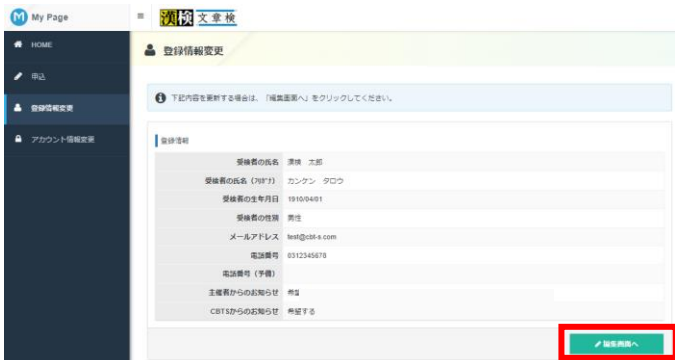 M My Page
漢検 文章検
HOME
登録情報変更
申込
下記内容を更新する場合は、「編集画面へ」をクリックしてください。
登録情報変更
アカウント情報変更
登録情報
受検者の氏名 漢検 太郎
受検者の氏名（フリガナ） カンケン タロウ
受検者の生年月日 1910/04/01
受検者の性別 男性
メールアドレス test@cbt-s.com
電話番号 0312345678
電話番号（予備）
主催者からのお知らせ 希望
CBTSからのお知らせ 希望する
編集画面へ